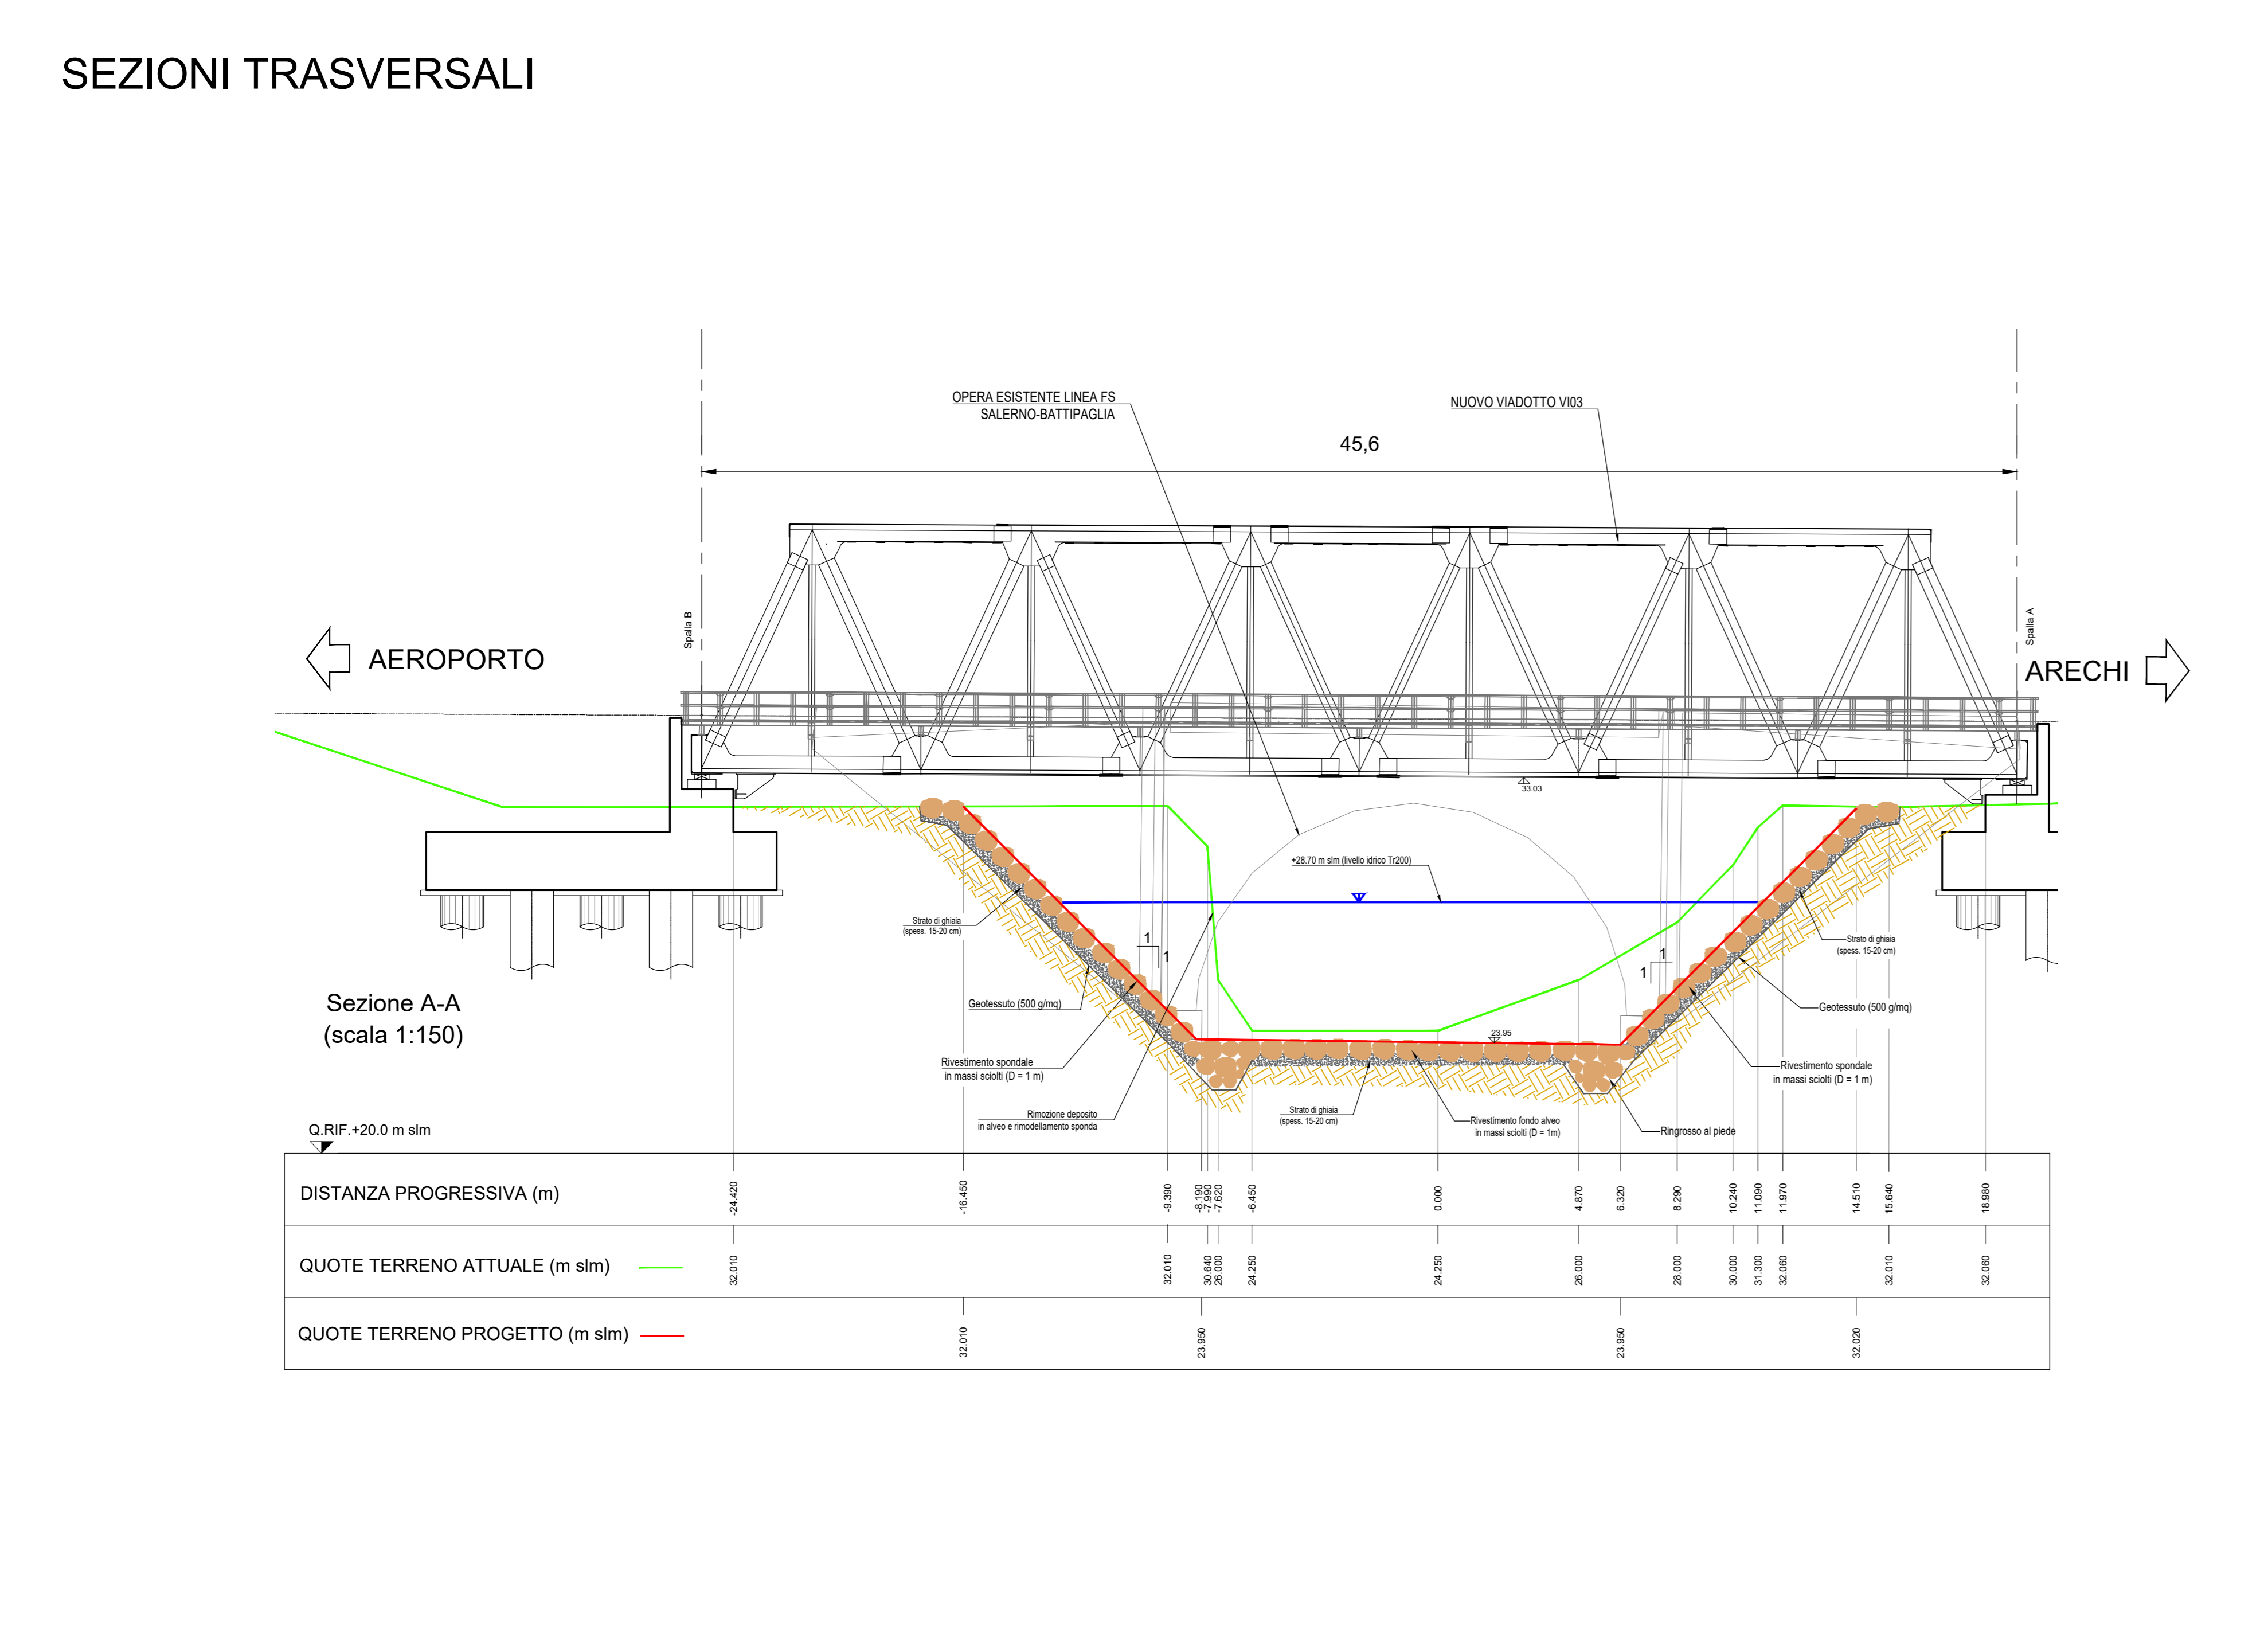 SEZIONI TRASVERSALI
OPERA ESISTENTE LINEA FS
SALERNO-BATTIPAGLIA
NUOVO VIADOTTO VI03
45,6
Spalla B
Spalla A
AEROPORTO
ARECHI
33.03
+28.70 m slm (livello idrico Tr200)
Strato di ghiaia
(spess. 15-20 cm)
1
1
1
1
Strato di ghiaia
(spess. 15-20 cm)
Sezione A-A
(scala 1:150)
Geotessuto (500 g/mq)
Geotessuto (500 g/mq)
23.95
Rivestimento spondale
in massi sciolti (D = 1 m)
Rivestimento spondale
in massi sciolti (D = 1 m)
Rimozione deposito
in alveo e rimodellamento sponda
Strato di ghiaia
(spess. 15-20 cm)
Rivestimento fondo alveo
in massi sciolti (D = 1m)
Ringrosso al piede
Q.RIF.+20.0 m slm
DISTANZA PROGRESSIVA (m) -24.420 -16.450 -9.390 -8.190 -7.990 -7.620 -6.450 0.000 4.870 6.320 8.290 10.240 11.090 11.970 14.510 15.640 18.980
QUOTE TERRENO ATTUALE (m slm) 32.010 32.010 30.640 26.000 24.250 24.250 26.000 28.000 30.000 31.300 32.060 32.010 32.060
QUOTE TERRENO PROGETTO (m slm) 32.010 23.950 23.950 32.020